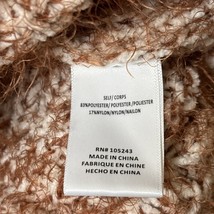 SELF/ CORPS
83%POLYESTER/ POLYESTER/POLYESTER
17%NYLON/NYLON/NAILON
RN# 105243
MADE IN CHINA
FABRIQUE EN CHINE
HECHO EN CHINA